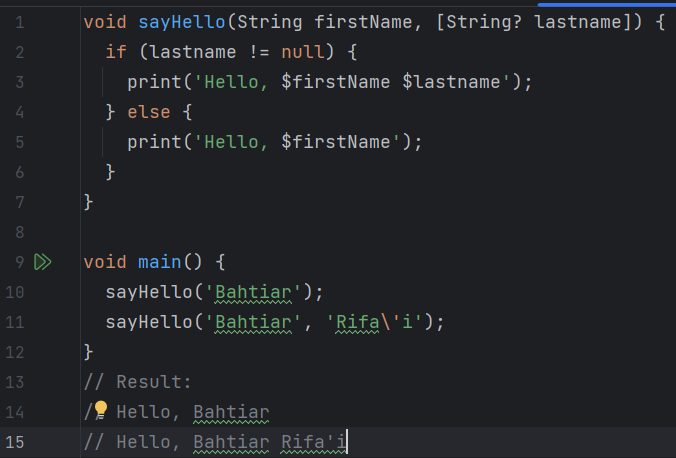 1 void sayHello(String firstName, [String? lastname]) {
2   if (lastname != null) {
3     print('Hello, $firstName $lastname');
4   } else {
5     print('Hello, $firstName');
6   }
7 }
8
9 void main() {
10   sayHello('Bahtiar');
11   sayHello('Bahtiar', 'Rifa\'i');
12 }
13 // Result:
14 // Hello, Bahtiar
15 // Hello, Bahtiar Rifa'i